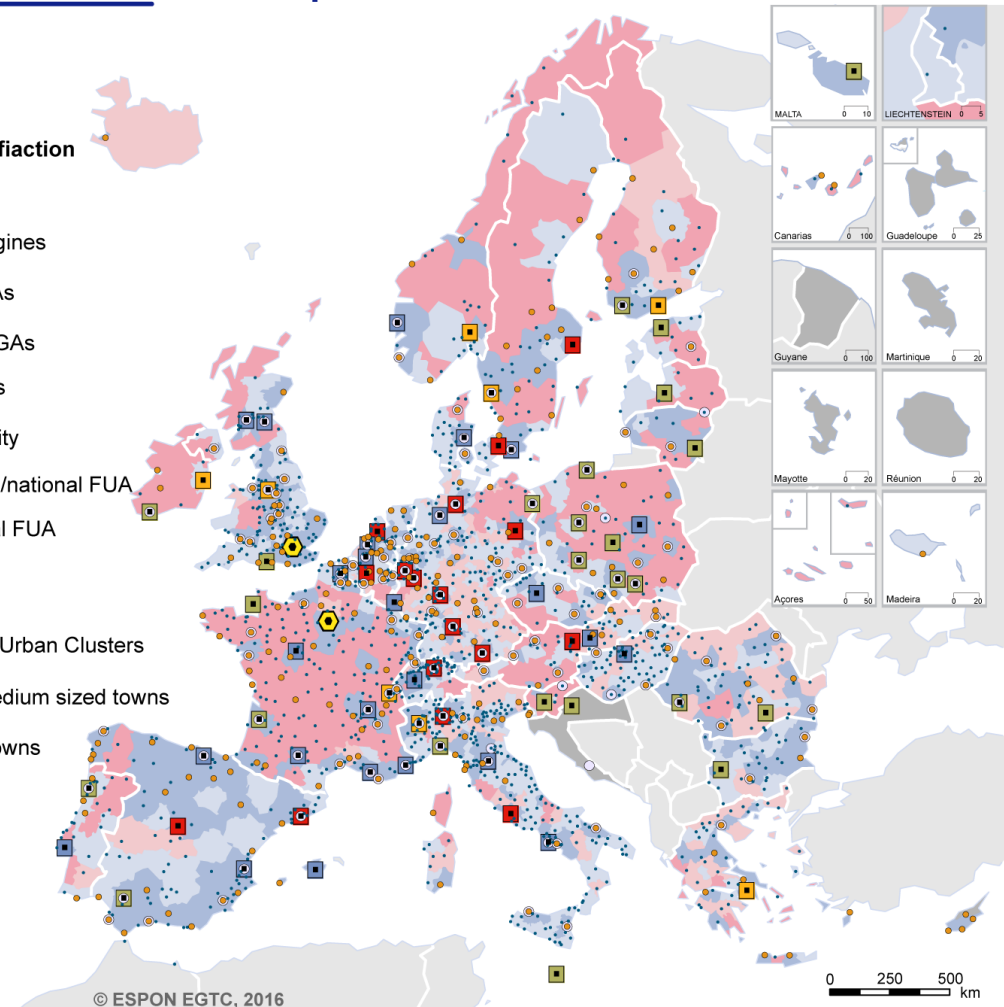 fiaction
gines
As
GAs
s
ity
/national FUA
al FUA
Urban Clusters
edium sized towns
owns
MALTA 0 10
LIECHTENSTEIN 0 5
Canarias 0 100
Guadeloupe 0 25
Guyane 0 100
Martinique 0 20
Mayotte 0 20
Réunion 0 20
Açores 0 50
Madeira 0 20
0 250 500
km
© ESPON EGTC, 2016